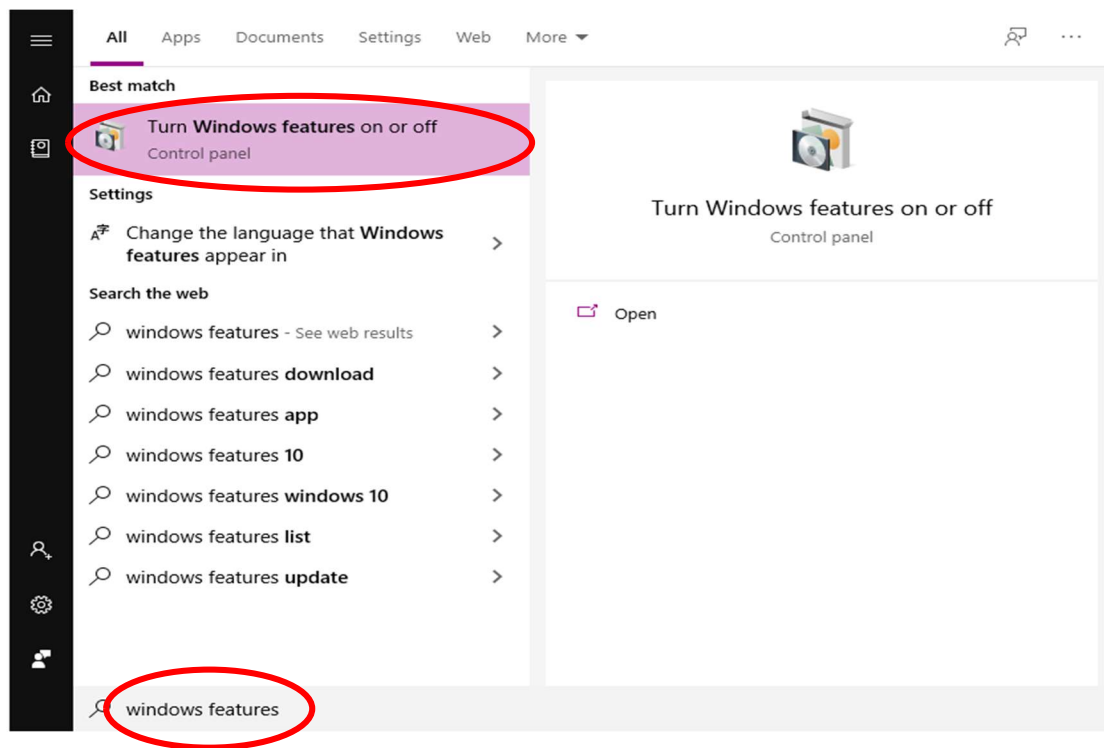 All Apps Documents Settings Web More
Best match
Turn Windows features on or off
Control panel
Settings
Change the language that Windows
features appear in
Search the web
windows features - See web results
windows features download
windows features app
windows features 10
windows features windows 10
windows features list
windows features update
windows features
Turn Windows features on or off
Control panel
Open